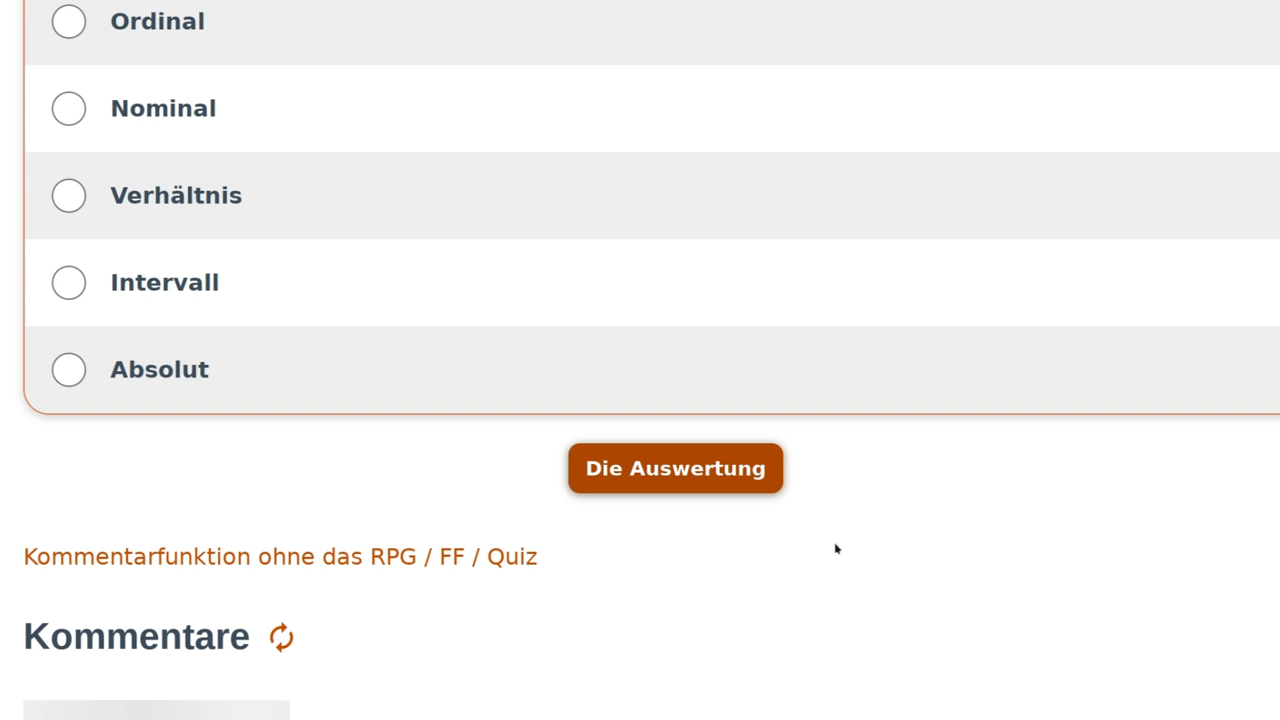 Ordinal
Nominal
Verhältnis
Intervall
Absolut
Die Auswertung
Kommentarfunktion ohne das RPG / FF / Quiz
Kommentare